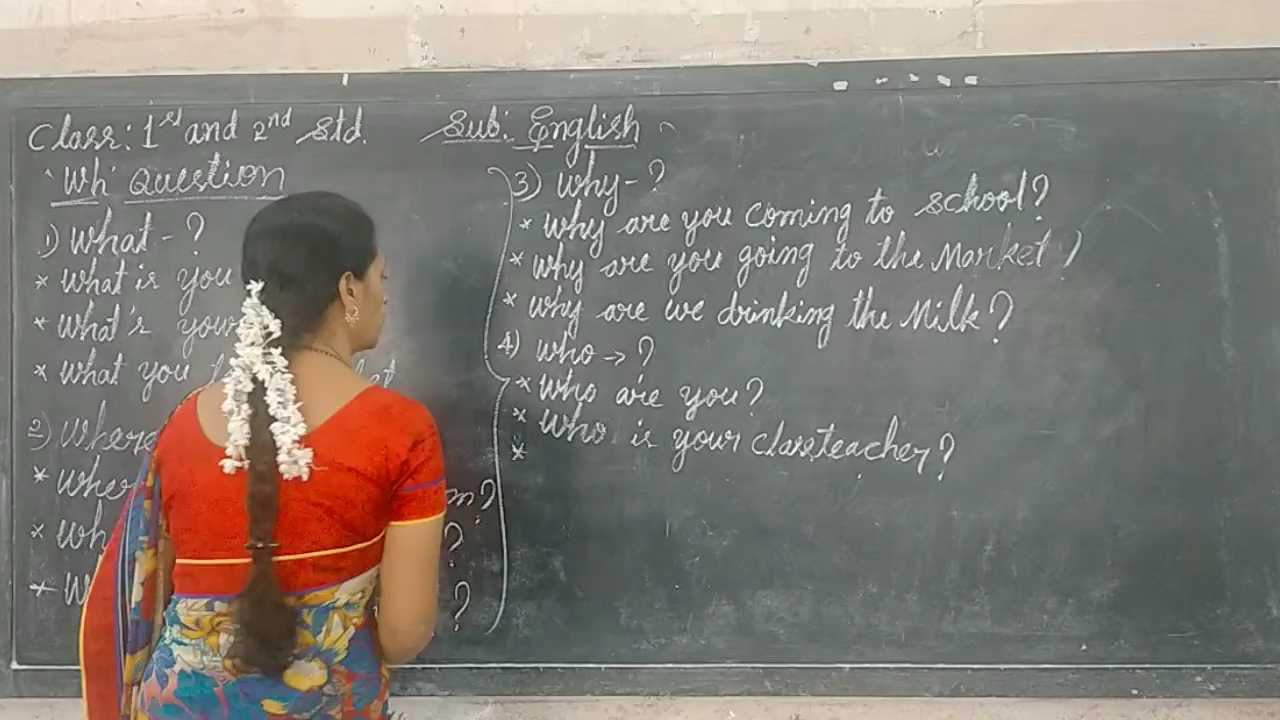 Class: 1st and 2nd Std.
Sub: English
'Wh' Question
1) What - ?
* What is you
* What's your
* What you
2) Where
* Whe
* Wh
* W
?
?
?
3) Why - ?
* Why are you coming to school?
* Why are you going to the Market?
* Why are we drinking the Milk?
4) Who -> ?
* Who are you?
* Who is your classteacher?
*